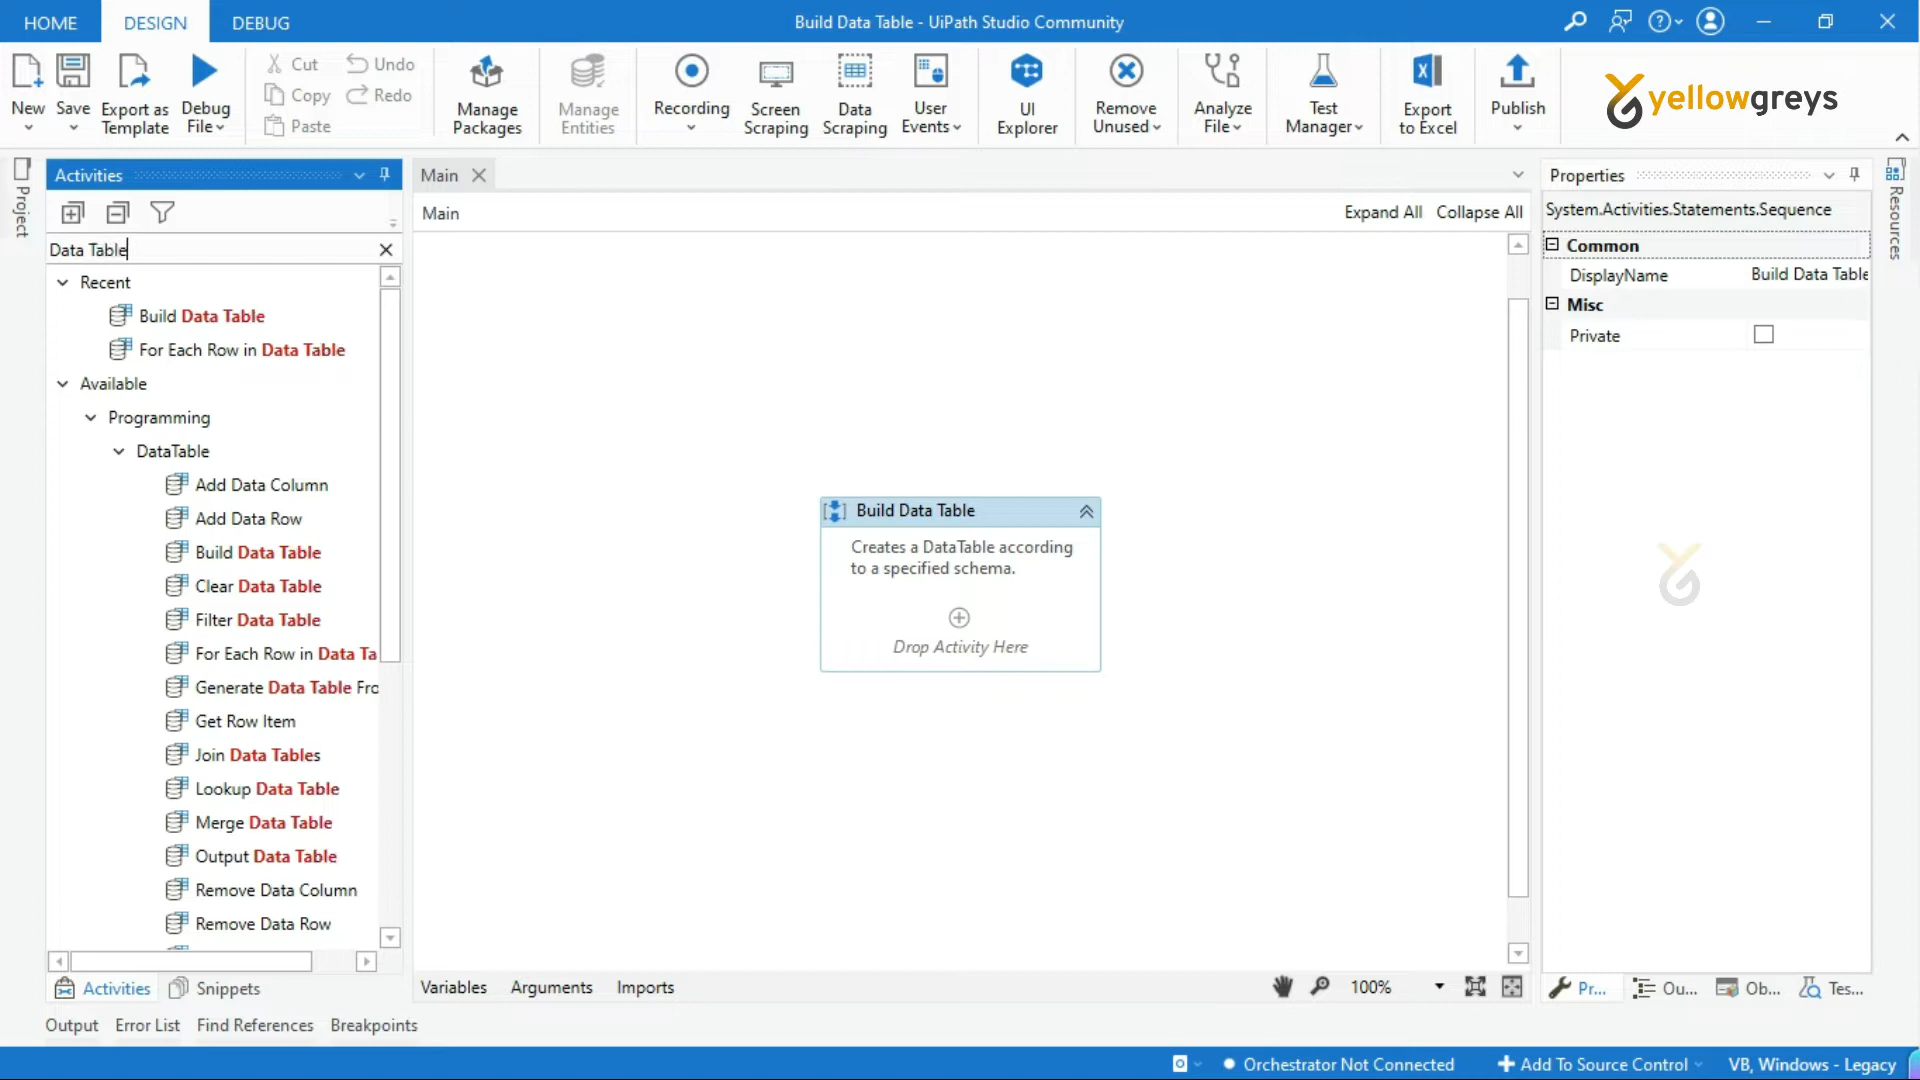 HOME DESIGN DEBUG Build Data Table - UiPath Studio Community
New Save Export as Template Debug File Cut Copy Paste Undo Redo Manage Packages Manage Entities Recording Screen Scraping Data Scraping User Events UI Explorer Remove Unused Analyze File Test Manager Export to Excel Publish yellowgreys
Project
Activities
Data Table
Recent
Build Data Table
For Each Row in Data Table
Available
Programming
DataTable
Add Data Column
Add Data Row
Build Data Table
Clear Data Table
Filter Data Table
For Each Row in Data Ta
Generate Data Table Fro
Get Row Item
Join Data Tables
Lookup Data Table
Merge Data Table
Output Data Table
Remove Data Column
Remove Data Row
Activities Snippets
Main
Main Expand All Collapse All
Build Data Table
Creates a DataTable according
to a specified schema.
Drop Activity Here
Variables Arguments Imports 100%
Properties
System.Activities.Statements.Sequence
Common
DisplayName Build Data Table
Misc
Private
Pr... Ou... Ob... Tes...
Resources
Output Error List Find References Breakpoints
Orchestrator Not Connected Add To Source Control VB, Windows - Legacy